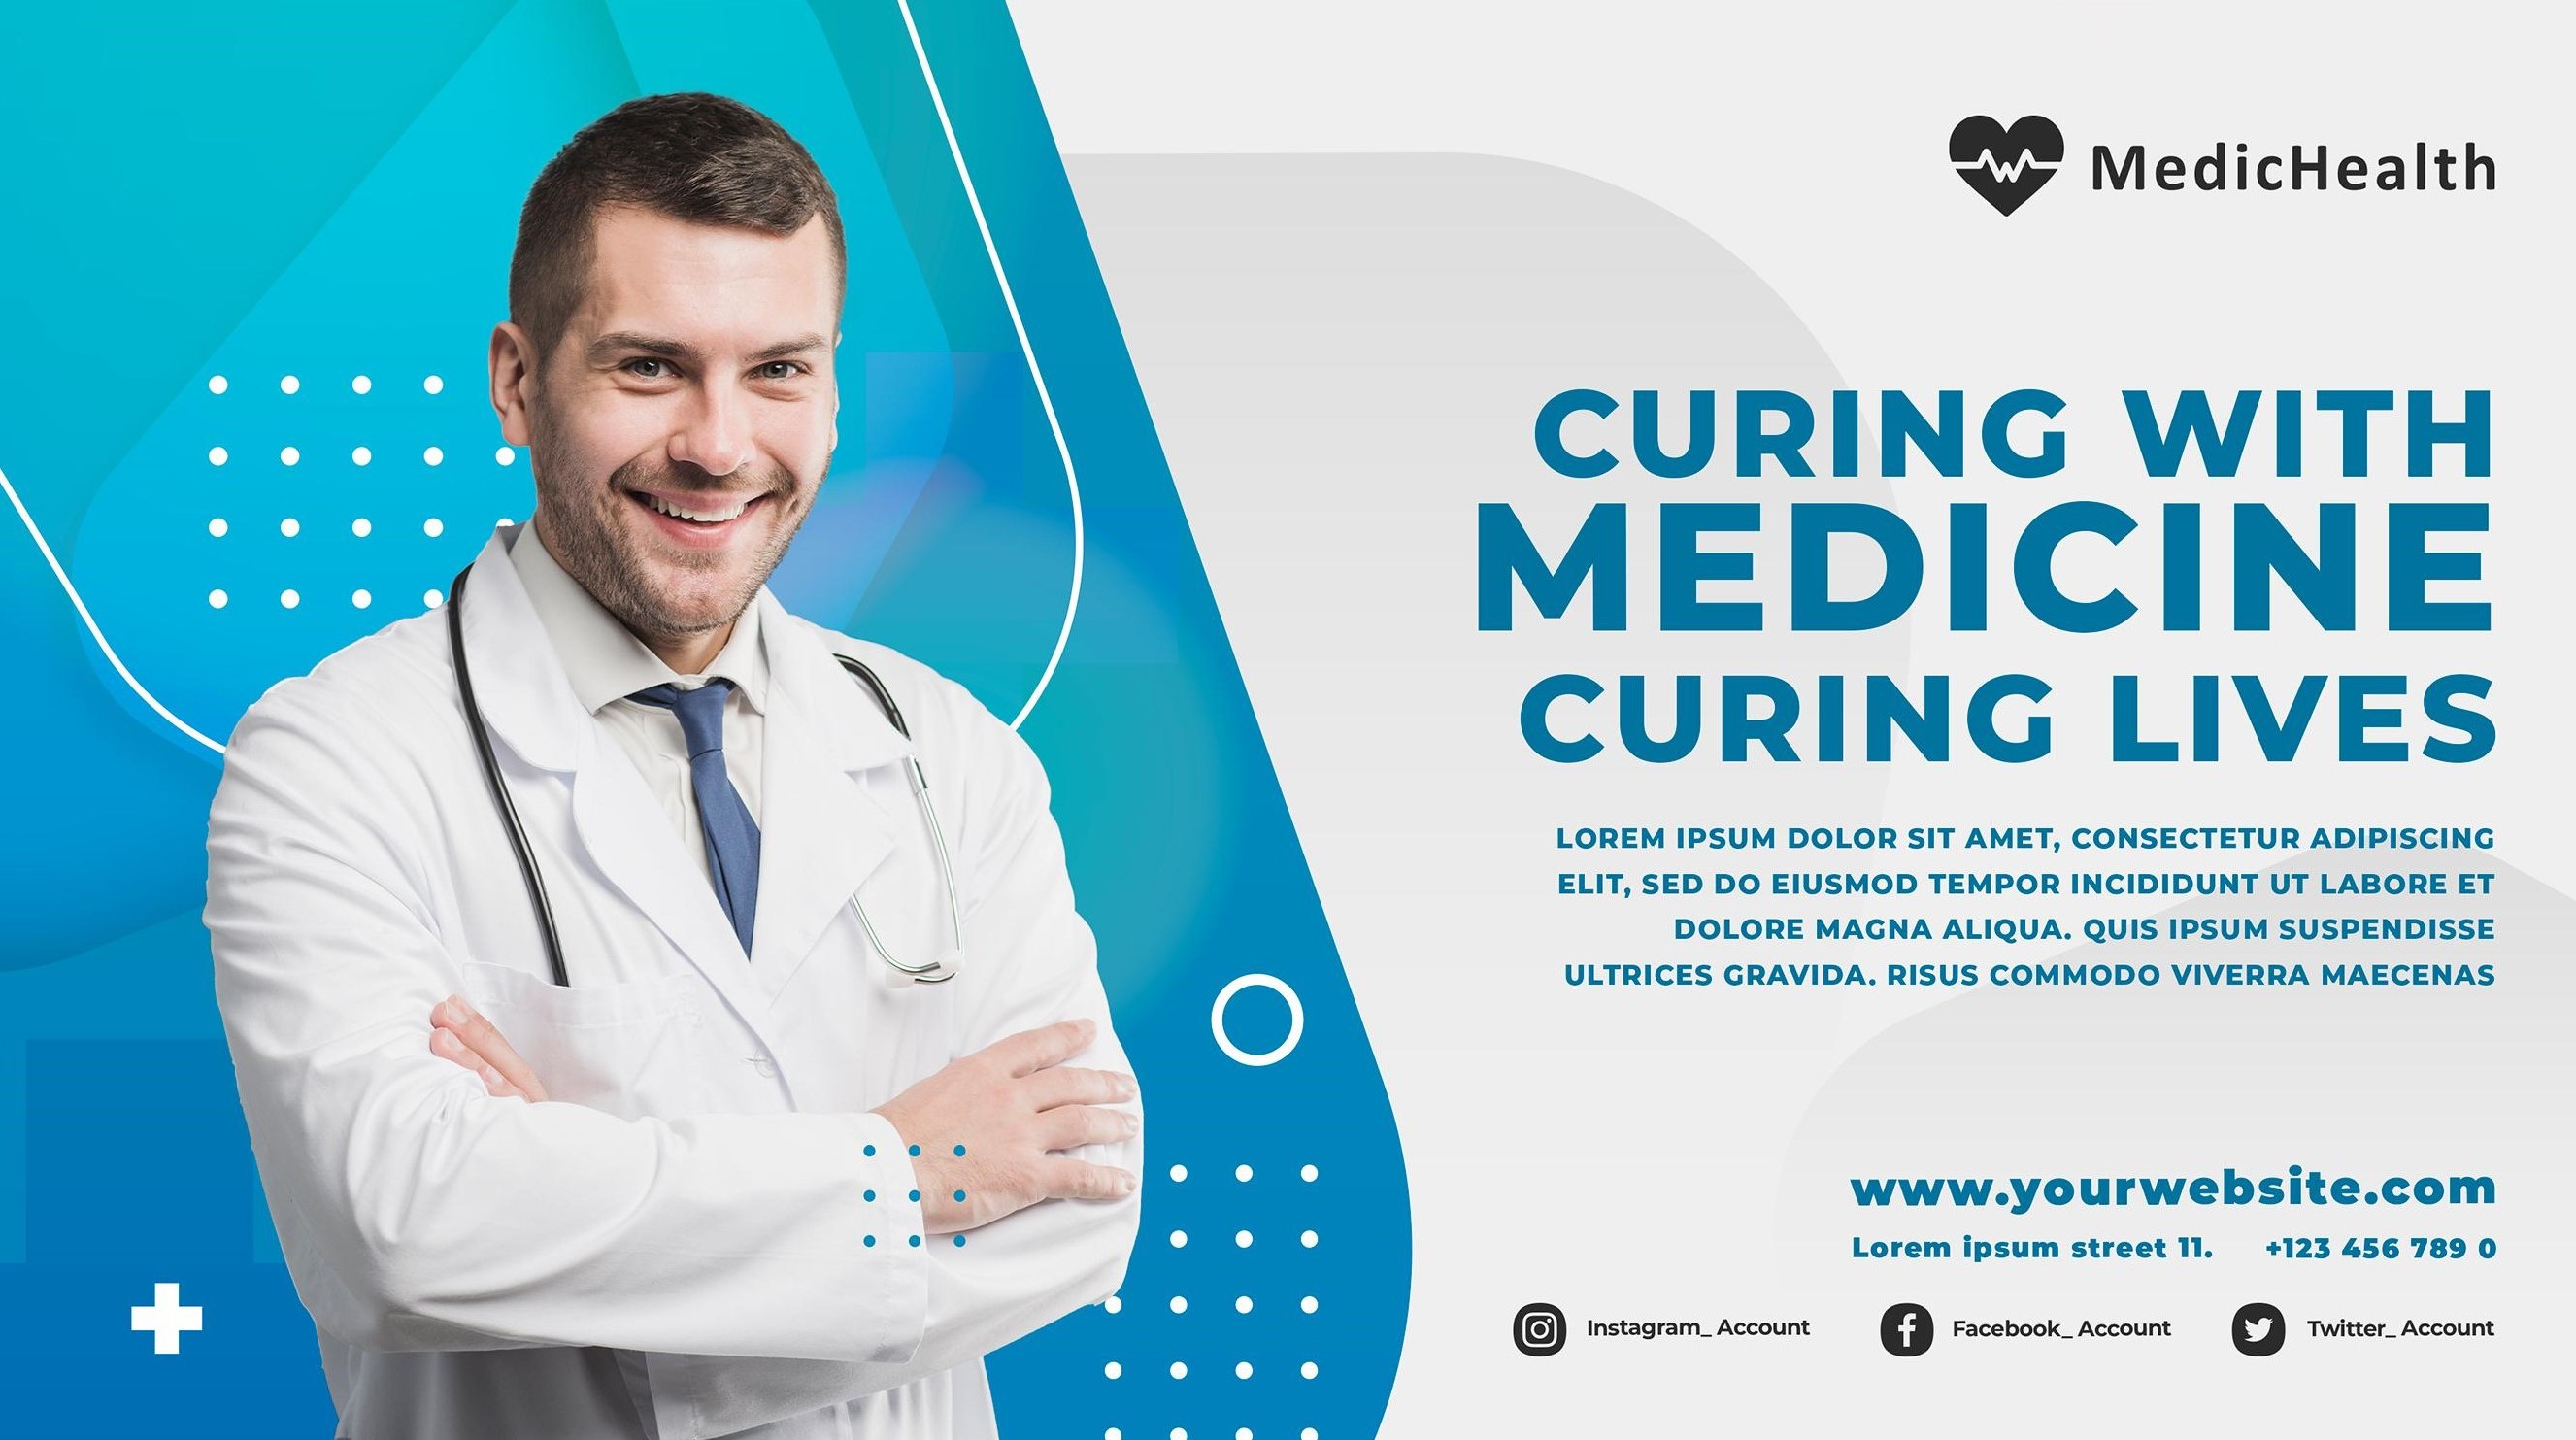 MedicHealth
CURING WITH
MEDICINE
CURING LIVES
LOREM IPSUM DOLOR SIT AMET, CONSECTETUR ADIPISCING
ELIT, SED DO EIUSMOD TEMPOR INCIDIDUNT UT LABORE ET
DOLORE MAGNA ALIQUA. QUIS IPSUM SUSPENDISSE
ULTRICES GRAVIDA. RISUS COMMODO VIVERRA MAECENAS
www.yourwebsite.com
Lorem ipsum street 11. +123 456 789 0
Instagram_ Account Facebook_ Account Twitter_ Account